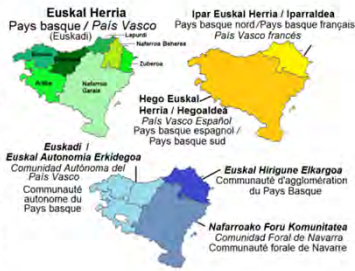 Euskal Herria
Pays basque / País Vasco
(Euskadi)
Lapurdi
Nafarroa Beherea
Zuberoa
Araba
Nafarroa
Garaia
Ipar Euskal Herria / Iparraldea
Pays basque nord/Pays basque français
País Vasco francés
Hego Euskal
Herria / Hegoaldea
País Vasco Español
Pays basque espagnol /
Pays basque sud
Euskadi /
Euskal Autonomia Erkidegoa
Comunidad Autónoma del
País Vasco
Communauté
autonome du
Pays basque
Euskal Hirigune Elkargoa
Communauté d'agglomération
du Pays Basque
Nafarroako Foru Komunitatea
Comunidad Foral de Navarra
Communauté forale de Navarre